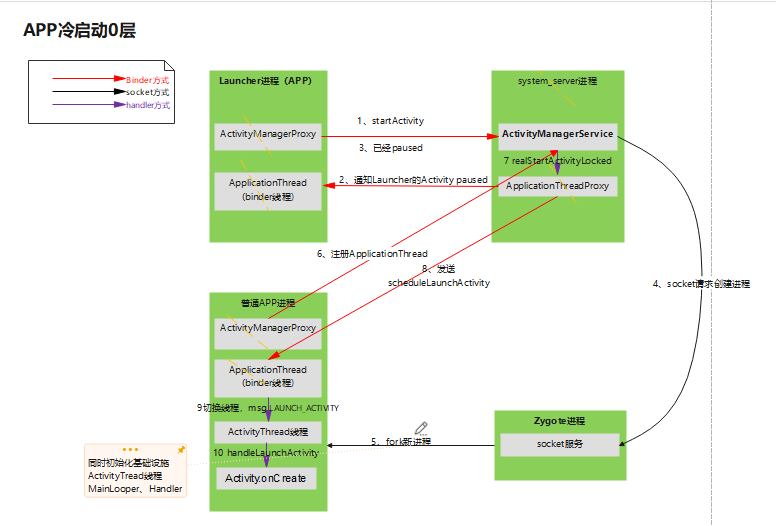 APP冷启动0层
Binder方式
socket方式
handler方式
Launcher进程（APP）
ActivityManagerProxy
ApplicationThread
（binder线程）
system_server进程
ActivityManagerService
7 realStartActivityLocked
ApplicationThreadProxy
1、startActivity
3、已经paused
2、通知Launcher的Activity paused
6、注册ApplicationThread
8、发送
scheduleLaunchActivity
4、socket请求创建进程
普通APP进程
ActivityManagerProxy
ApplicationThread
（binder线程）
9切换线程，msg LAUNCH_ACTIVITY
ActivityThread线程
10 handleLaunchActivity
Activity.onCreate
5、fork新进程
Zygote进程
socket服务
同时初始化基础设施
ActivityTread线程
MainLooper、Handler